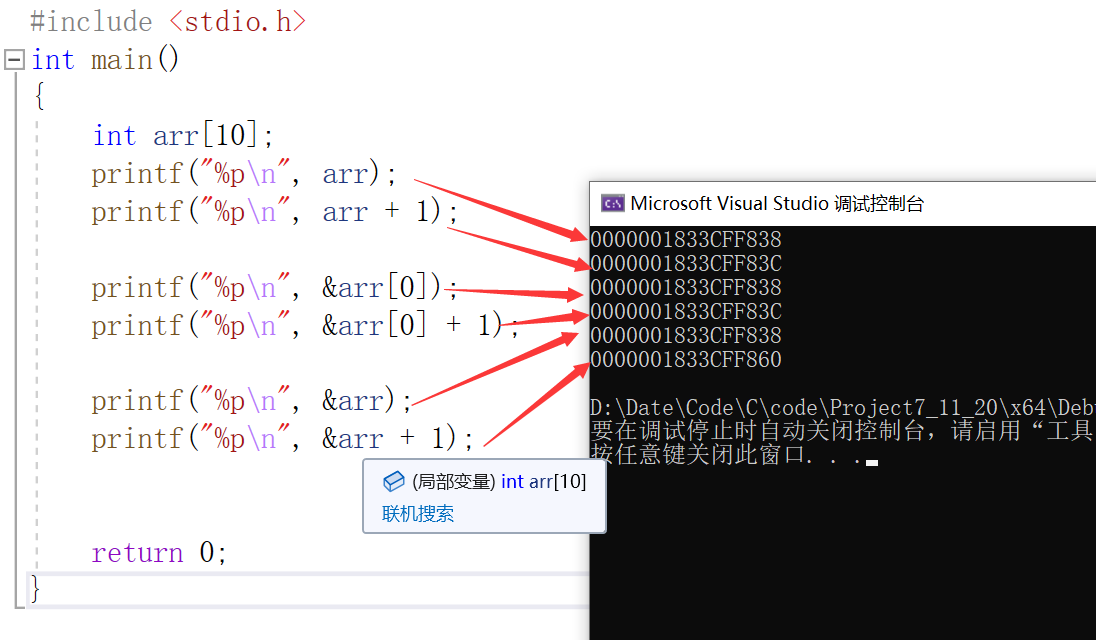 #include <stdio.h>
int main()
{
int arr[10];
printf("%p\n", arr);
printf("%p\n", arr + 1);
printf("%p\n", &arr[0]);
printf("%p\n", &arr[0] + 1);
printf("%p\n", &arr);
printf("%p\n", &arr + 1);
(局部变量) int arr[10]
联机搜索
return 0;
}
Microsoft Visual Studio 调试控制台
0000001833CFF838
0000001833CFF83C
0000001833CFF838
0000001833CFF83C
0000001833CFF838
0000001833CFF860
D:\Date\Code\C\code\Project7_11_20\x64\Deb
要在调试停止时自动关闭控制台，请启用“工具
按任意键关闭此窗口. . .